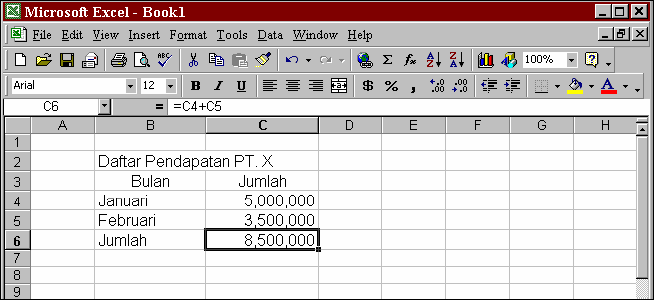 Microsoft Excel - Book1
File Edit View Insert Format Tools Data Window Help
Σ fx 100% ?
Arial 12 B I U $ % , A
C6 = =C4+C5
A B C D E F G H
1
2 Daftar Pendapatan PT. X
3 Bulan Jumlah
4 Januari 5,000,000
5 Februari 3,500,000
6 Jumlah 8,500,000
7
8
9